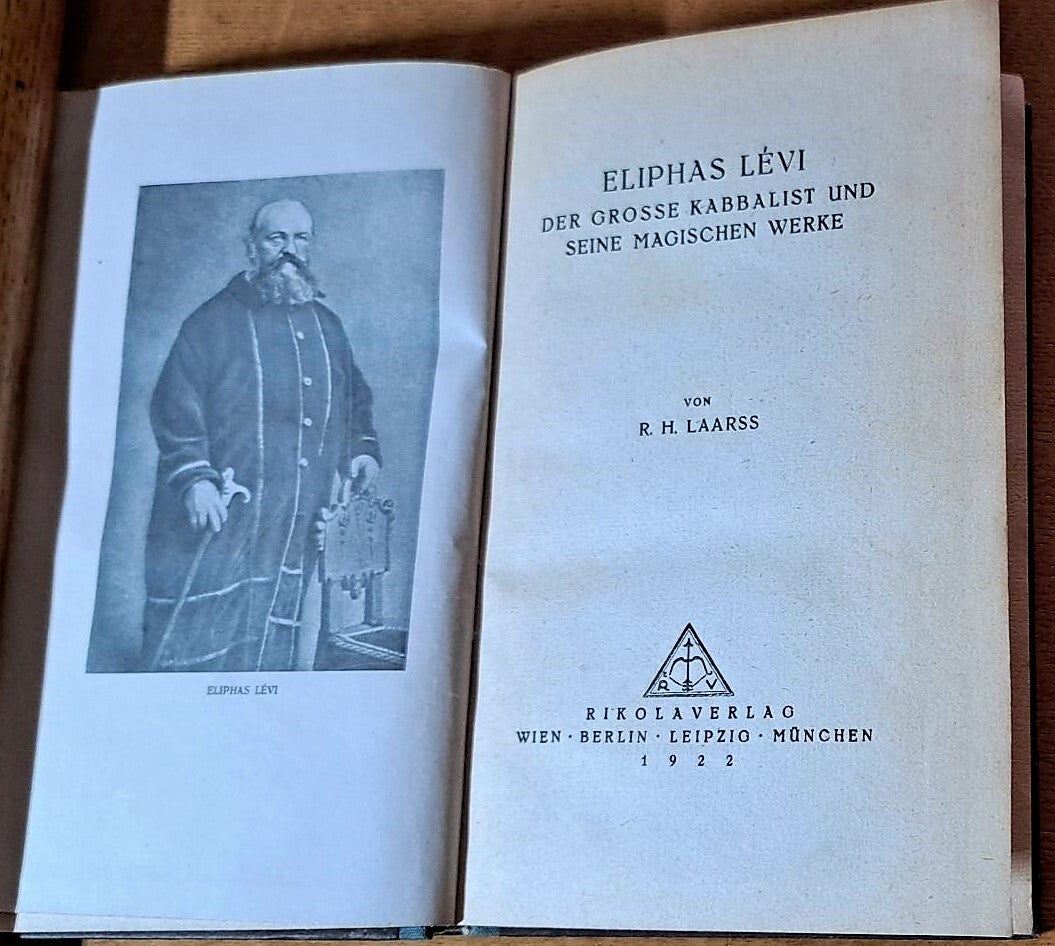 ELIPHAS LÉVI
ELIPHAS LÉVI
DER GROSSE KABBALIST UND
SEINE MAGISCHEN WERKE
VON
R. H. LAARSS
R V
RIKOLAVERLAG
WIEN · BERLIN · LEIPZIG · MÜNCHEN
1922